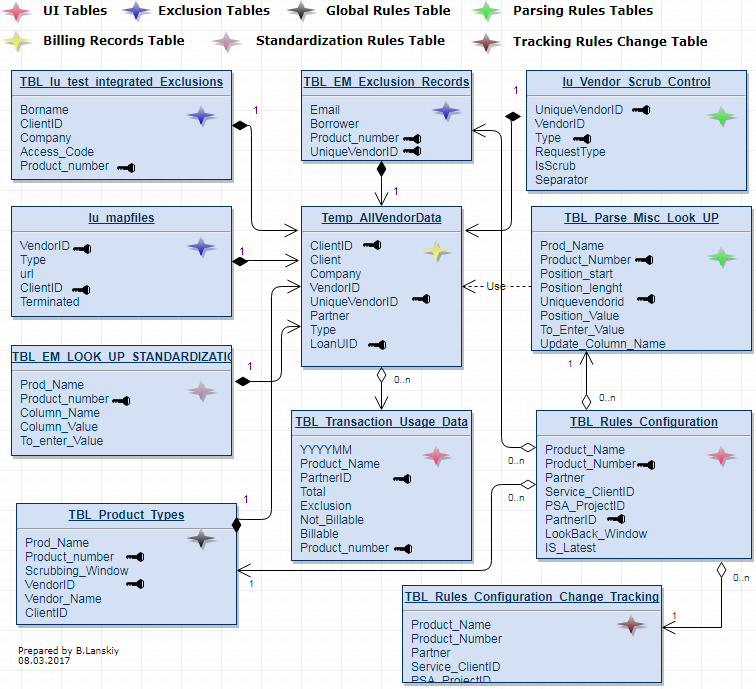 UI Tables
Exclusion Tables
Global Rules Table
Parsing Rules Tables
Billing Records Table
Standardization Rules Table
Tracking Rules Change Table
TBL_lu_test_integrated_Exclusions
Borname
ClientID
Company
Access_Code
Product_number
1
TBL_EM_Exclusion_Records
Email
Borrower
Product_number
UniqueVendorID
1
1
lu_Vendor_Scrub_Control
UniqueVendorID
VendorID
Type
RequestType
IsScrub
Separator
lu_mapfiles
VendorID
Type
url
ClientID
Terminated
1
Temp_AllVendorData
ClientID
Client
Company
VendorID
UniqueVendorID
Partner
Type
LoanUID
0..n
Use
TBL_Parse_Misc_Look_UP
Prod_Name
Product_Number
Position_start
Position_lenght
Uniquevendorid
Position_Value
To_Enter_Value
Update_Column_Name
1
0..n
TBL_EM_LOOK_UP_STANDARDIZATIO
Prod_Name
Product_number
Column_Name
Column_Value
To_enter_Value
1
TBL_Transaction_Usage_Data
YYYYMM
Product_Name
PartnerID
Total
Exclusion
Not_Billable
Billable
Product_number
TBL_Rules_Configuration
Product_Name
Product_Number
Partner
Service_ClientID
PSA_ProjectID
PartnerID
LookBack_Window
IS_Latest
0..n
0..n
0..n
TBL_Product_Types
Prod_Name
Product_number
Scrubbing_Window
VendorID
Vendor_Name
ClientID
1
1
TBL_Rules_Configuration_Change_Tracking
Product_Name
Product_Number
Partner
Service_ClientID
PSA_ProjectID
1
Prepared by B.Lanskiy
08.03.2017